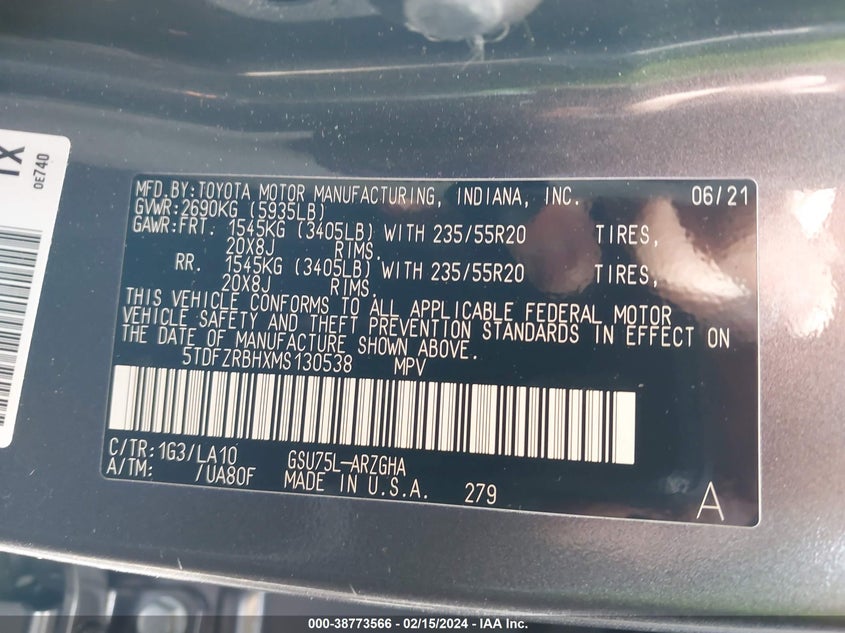 1X
0E740
MFD.BY:TOYOTA MOTOR MANUFACTURING, INDIANA, INC. 06/21
GVWR:2690KG (5935LB)
GAWR:FRT. 1545KG (3405LB) WITH 235/55R20 TIRES,
20X8J RIMS.
RR. 1545KG (3405LB) WITH 235/55R20 TIRES,
20X8J RIMS.
THIS VEHICLE CONFORMS TO ALL APPLICABLE FEDERAL MOTOR
VEHICLE SAFETY AND THEFT PREVENTION STANDARDS IN EFFECT ON
THE DATE OF MANUFACTURE SHOWN ABOVE.
5TDFZRBHXMS130538 MPV
C/TR:1G3/LA10 GSU75L-ARZGHA
A/TM: /UA80F MADE IN U.S.A. 279
A
000-38773566 - 02/15/2024 - IAA Inc.